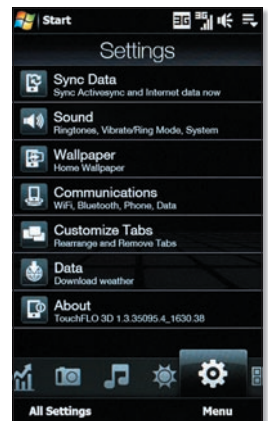 Start
3G 3G
Settings
Sync Data
Sync Activesync and Internet data now
Sound
Ringtones, Vibrate/Ring Mode, System
Wallpaper
Home Wallpaper
Communications
WiFi, Bluetooth, Phone, Data
Customize Tabs
Rearrange and Remove Tabs
Data
Download weather
About
TouchFLO 3D 1.3.35095.4_1630.38
All Settings Menu